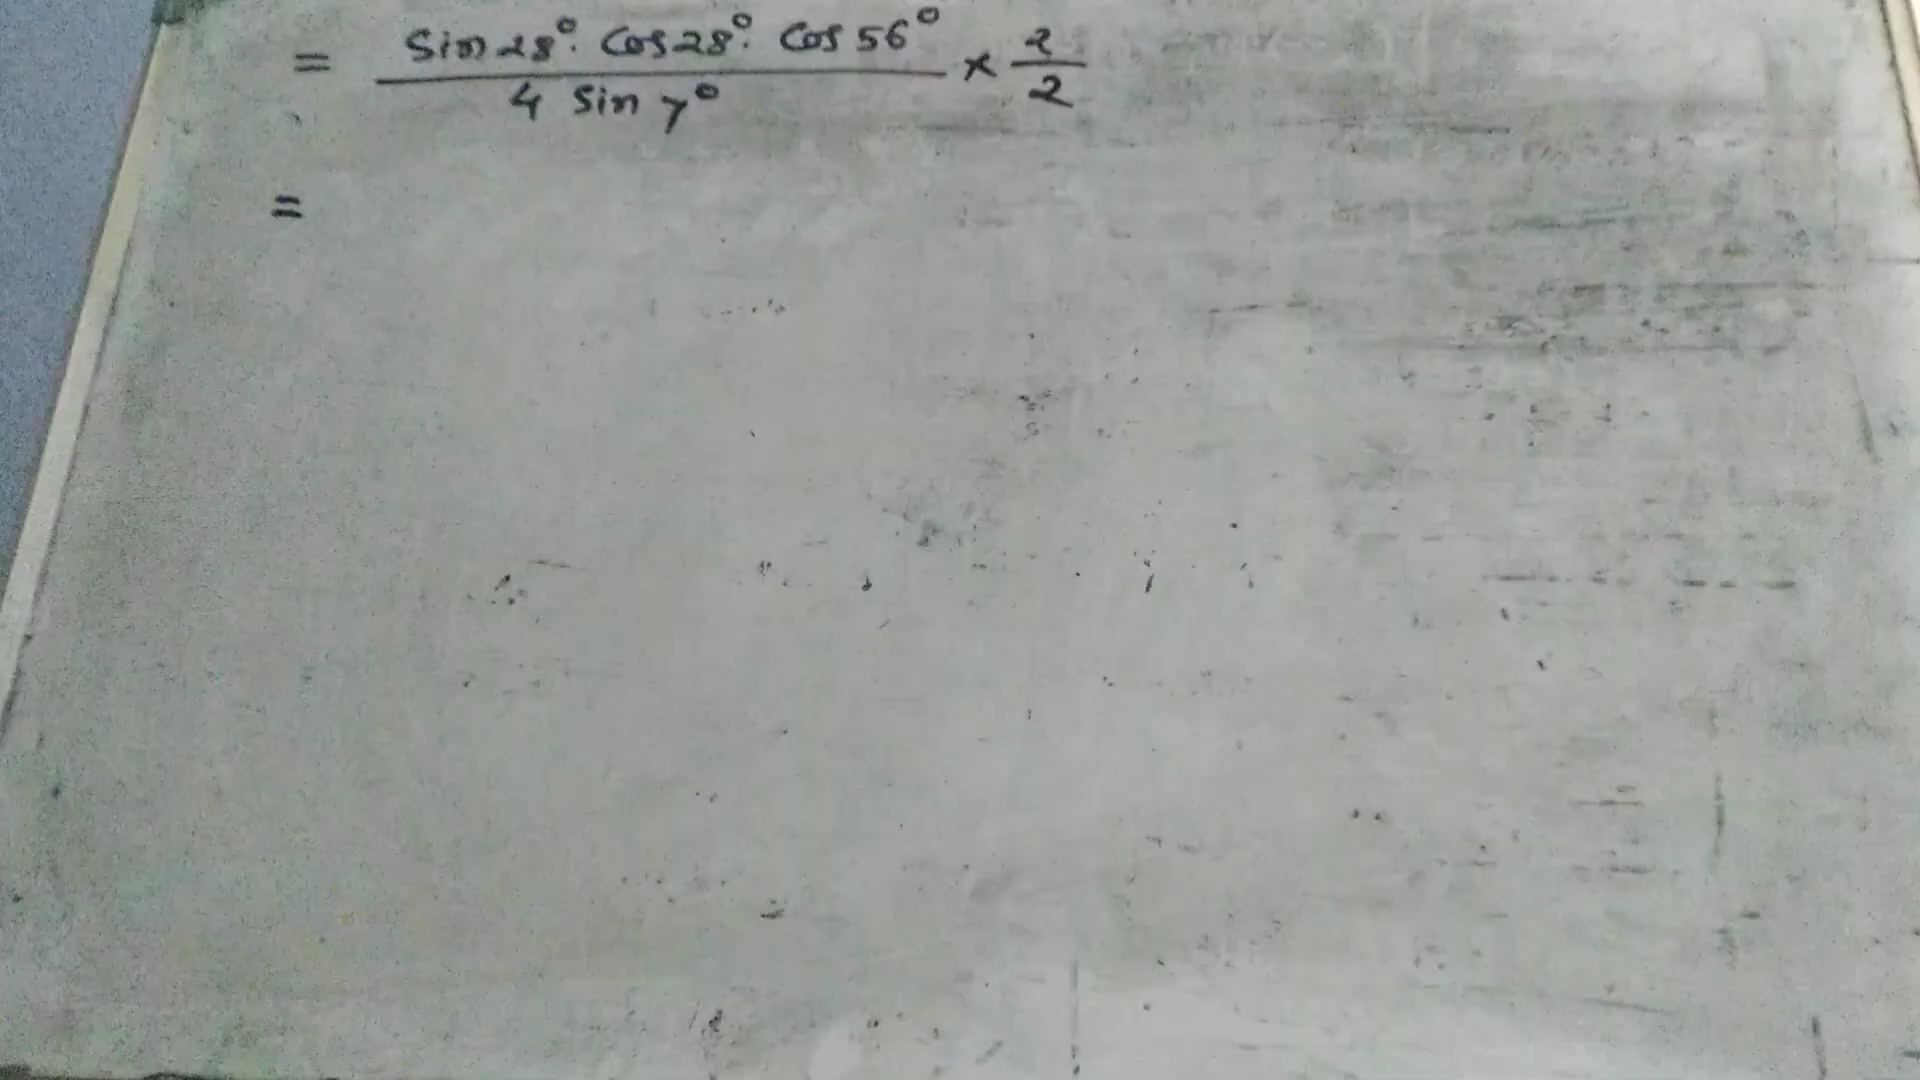 = Sin 28°. Cos 28°. Cos 56° / 4 Sin 7° × 2/2
=